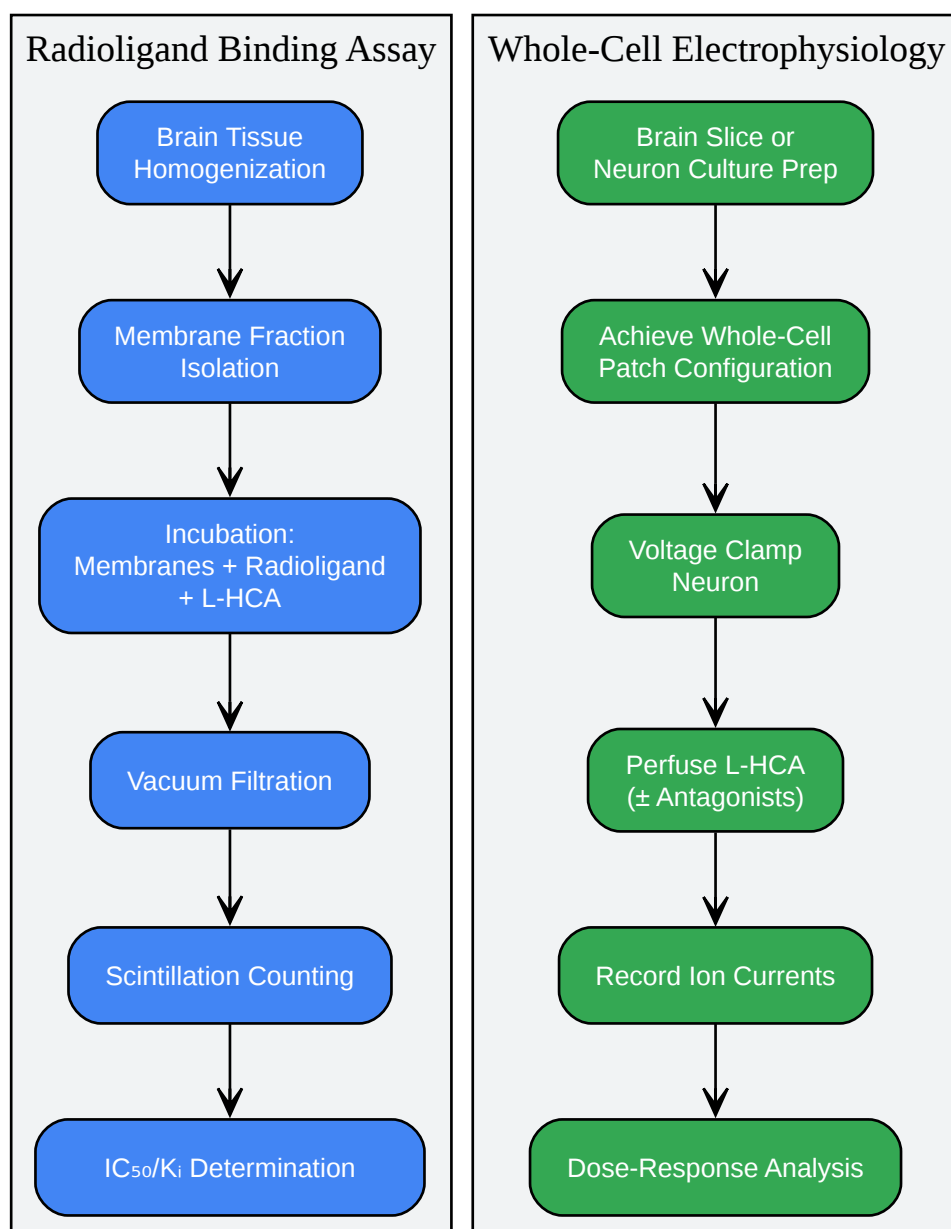 Radioligand Binding Assay
Brain Tissue
Homogenization
Membrane Fraction
Isolation
Incubation:
Membranes + Radioligand
+ L-HCA
Vacuum Filtration
Scintillation Counting
IC₅₀/Kᵢ Determination
Whole-Cell Electrophysiology
Brain Slice or
Neuron Culture Prep
Achieve Whole-Cell
Patch Configuration
Voltage Clamp
Neuron
Perfuse L-HCA
(± Antagonists)
Record Ion Currents
Dose-Response Analysis